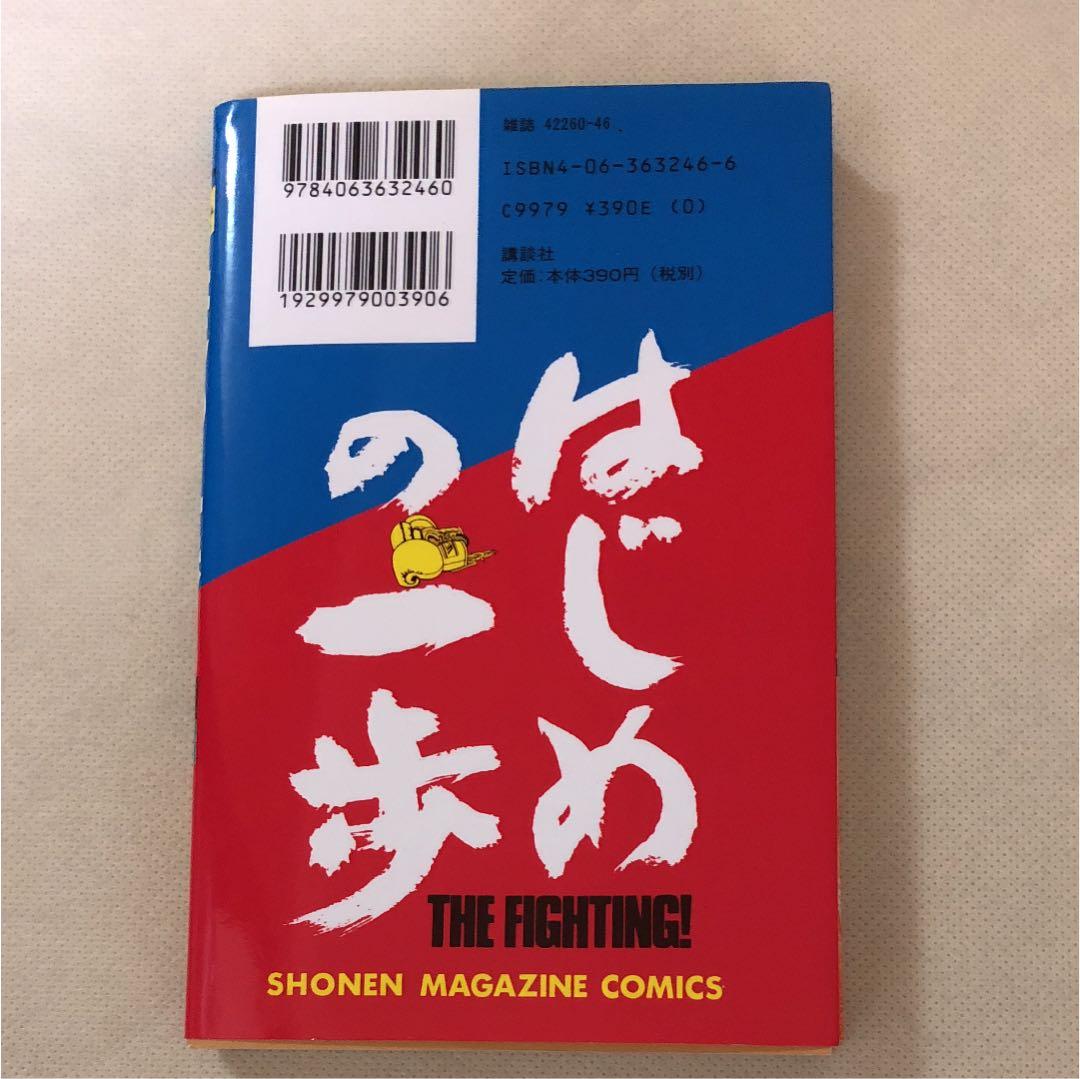 9784063632460
1929979003906
雑誌 42260-46
ISBN4-06-363246-6
C9979 ¥390E (0)
講談社
定価:本体390円(税別)
はじめ
の一歩
THE FIGHTING!
SHONEN MAGAZINE COMICS